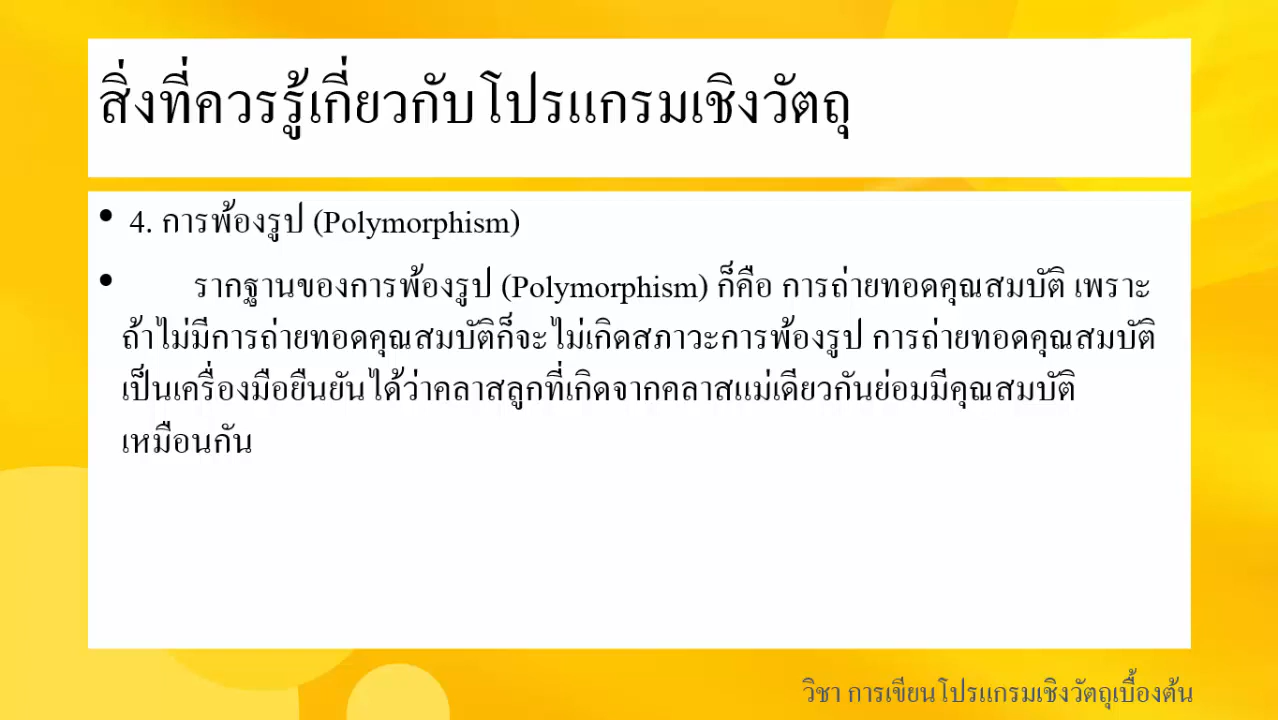 สิ่งที่ควรรู้เกี่ยวกับโปรแกรมเชิงวัตถุ
• 4. การพ้องรูป (Polymorphism)
• รากฐานของการพ้องรูป (Polymorphism) ก็คือ การถ่ายทอดคุณสมบัติ เพราะ
ถ้าไม่มีการถ่ายทอดคุณสมบัติก็จะไม่เกิดสภาวะการพ้องรูป การถ่ายทอดคุณสมบัติ
เป็นเครื่องมือยืนยันได้ว่าคลาสลูกที่เกิดจากคลาสแม่เดียวกันย่อมมีคุณสมบัติ
เหมือนกัน
วิชา การเขียนโปรแกรมเชิงวัตถุเบื้องต้น